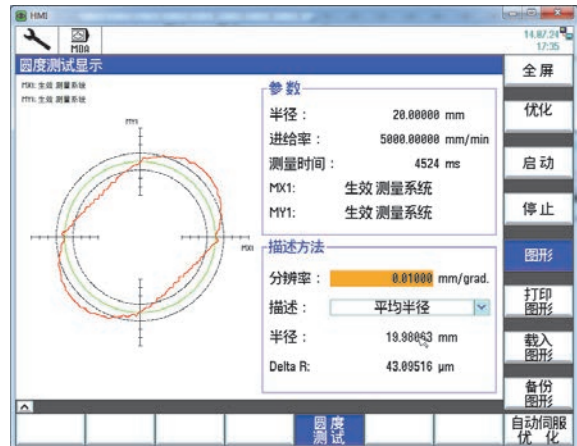 HMI
MDA
14.07.24
17:35
圆度测试显示
MX1: 生效 测量系统
MY1: 生效 测量系统
MY1
MX1
参数
半径： 20.00000 mm
进给率： 5000.00000 mm/min
测量时间： 4524 ms
MX1: 生效 测量系统
MY1: 生效 测量系统
描述方法
分辨率： 0.01000 mm/grad.
描述： 平均半径
半径： 19.98063 mm
Delta R: 43.09516 μm
全屏
优化
启动
停止
图形
打印
图形
载入
图形
备份
图形
自动伺服
优 化
圆度
测试